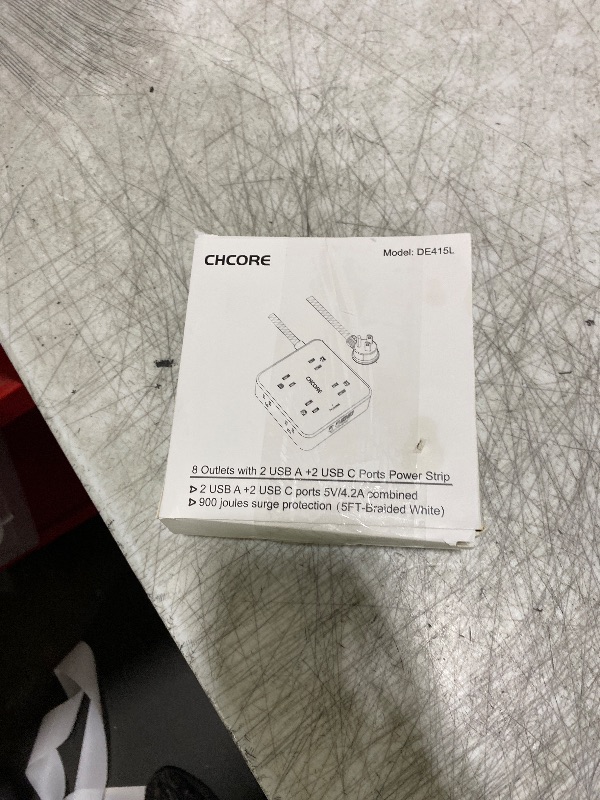 CHCORE
Model: DE415L
CHCORE
8 Outlets with 2 USB A +2 USB C Ports Power Strip
▷ 2 USB A +2 USB C ports 5V/4.2A combined
▷ 900 joules surge protection (5FT-Braided White)